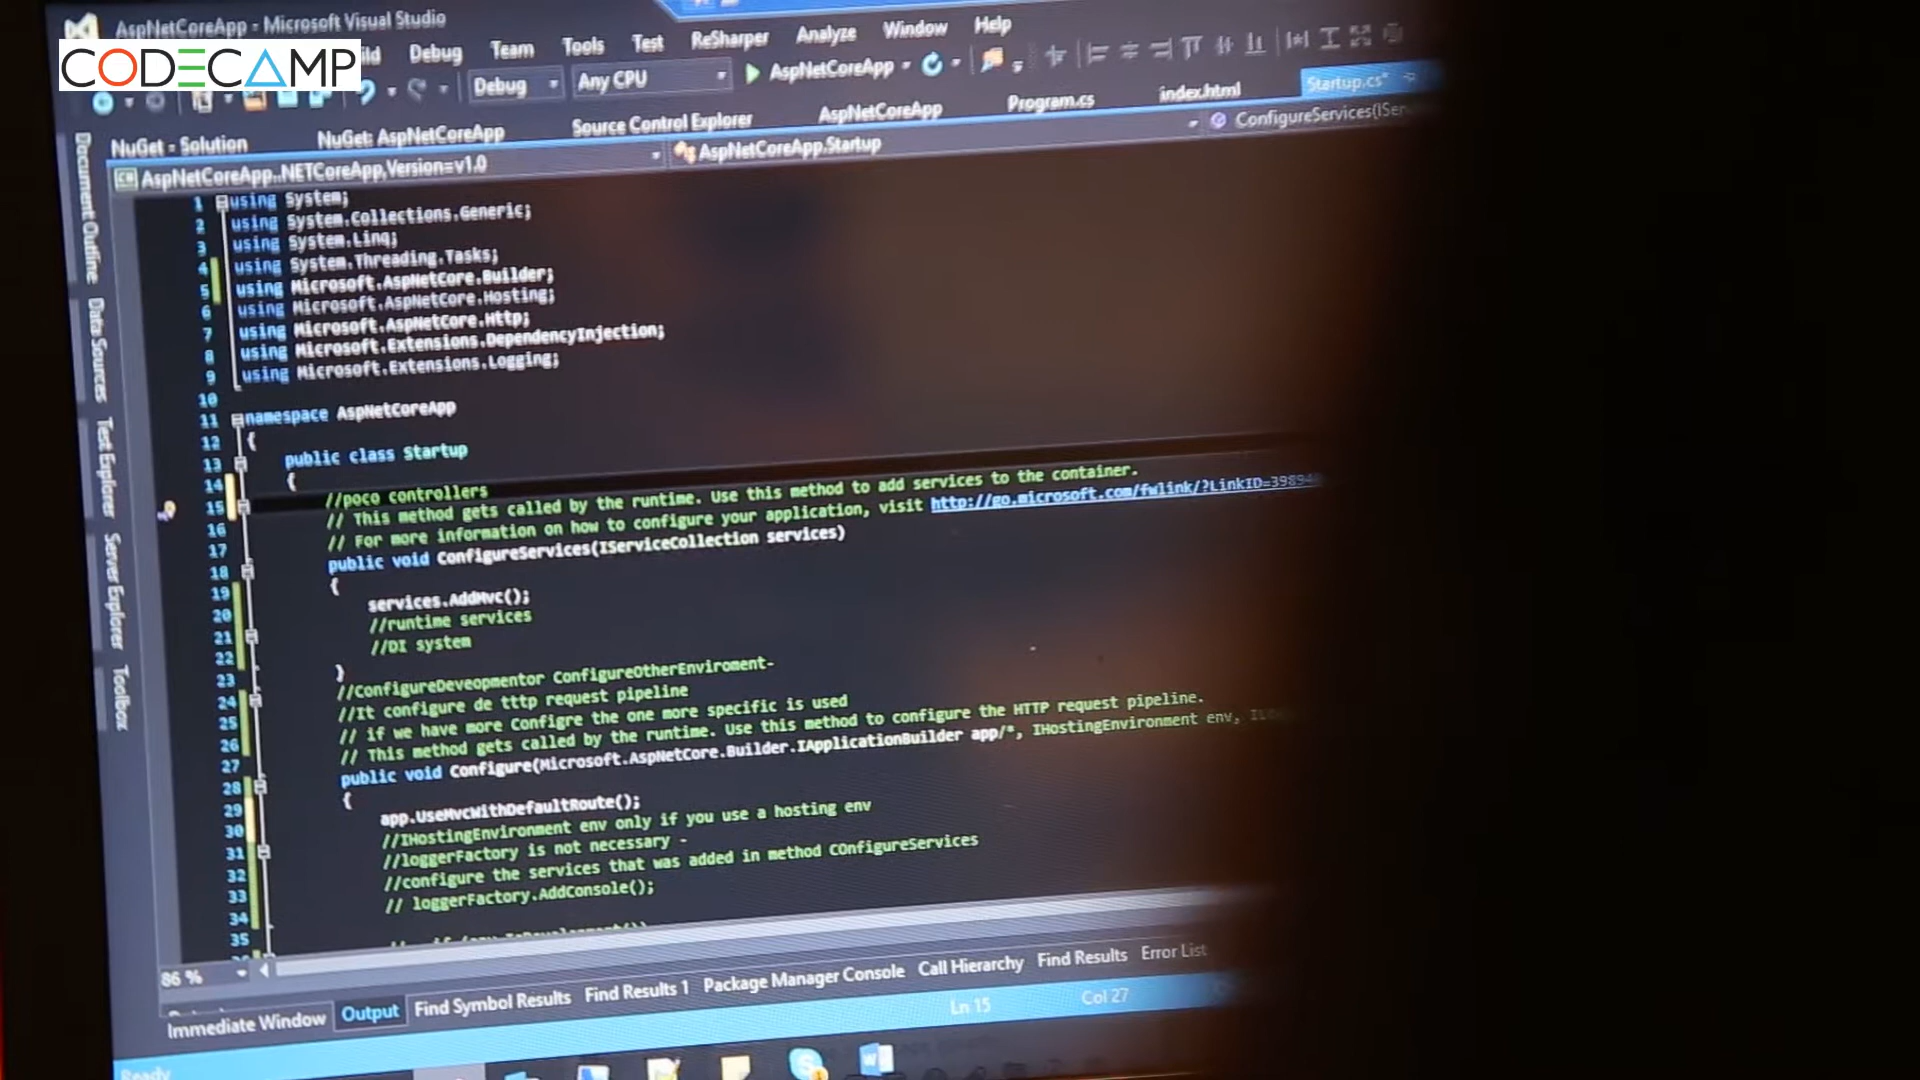 AspNetCoreApp - Microsoft Visual Studio
CODECAMP
Debug Team Tools Test ReSharper Analyze Window Help
Debug Any CPU AspNetCoreApp
NuGet - Solution NuGet: AspNetCoreApp Source Control Explorer AspNetCoreApp Program.cs index.html Startup.cs*
AspNetCoreApp..NETCoreApp,Version=v1.0 AspNetCoreApp.Startup ConfigureServices(ISer
Document Outline
Data Sources
Test Explorer
Server Explorer
Toolbox
1 using System;
2 using System.Collections.Generic;
3 using System.Linq;
4 using System.Threading.Tasks;
5 using Microsoft.AspNetCore.Builder;
6 using Microsoft.AspNetCore.Hosting;
7 using Microsoft.AspNetCore.Http;
8 using Microsoft.Extensions.DependencyInjection;
9 using Microsoft.Extensions.Logging;
10
11 namespace AspNetCoreApp
12 {
13 public class Startup
14 {
15 //poco controllers
16 // This method gets called by the runtime. Use this method to add services to the container.
17 // For more information on how to configure your application, visit http://go.microsoft.com/fwlink/?LinkID=39894
18 public void ConfigureServices(IServiceCollection services)
19 {
20 services.AddMvc();
21 //runtime services
22 //DI system
23 }
24 //ConfigureDeveopmentor ConfigureOtherEnviroment-
25 //It configure de tttp request pipeline
26 // if we have more Configre the one more specific is used
27 // This method gets called by the runtime. Use this method to configure the HTTP request pipeline.
28 public void Configure(Microsoft.AspNetCore.Builder.IApplicationBuilder app/*, IHostingEnvironment env,
29 {
30 app.UseMvcWithDefaultRoute();
31 //IHostingEnvironment env only if you use a hosting env
32 //loggerFactory is not necessary -
33 //configure the services that was added in method COnfigureServices
34 // loggerFactory.AddConsole();
35
86 %
Immediate Window Output Find Symbol Results Find Results 1 Package Manager Console Call Hierarchy Find Results Error List
Ready Ln 15 Col 27